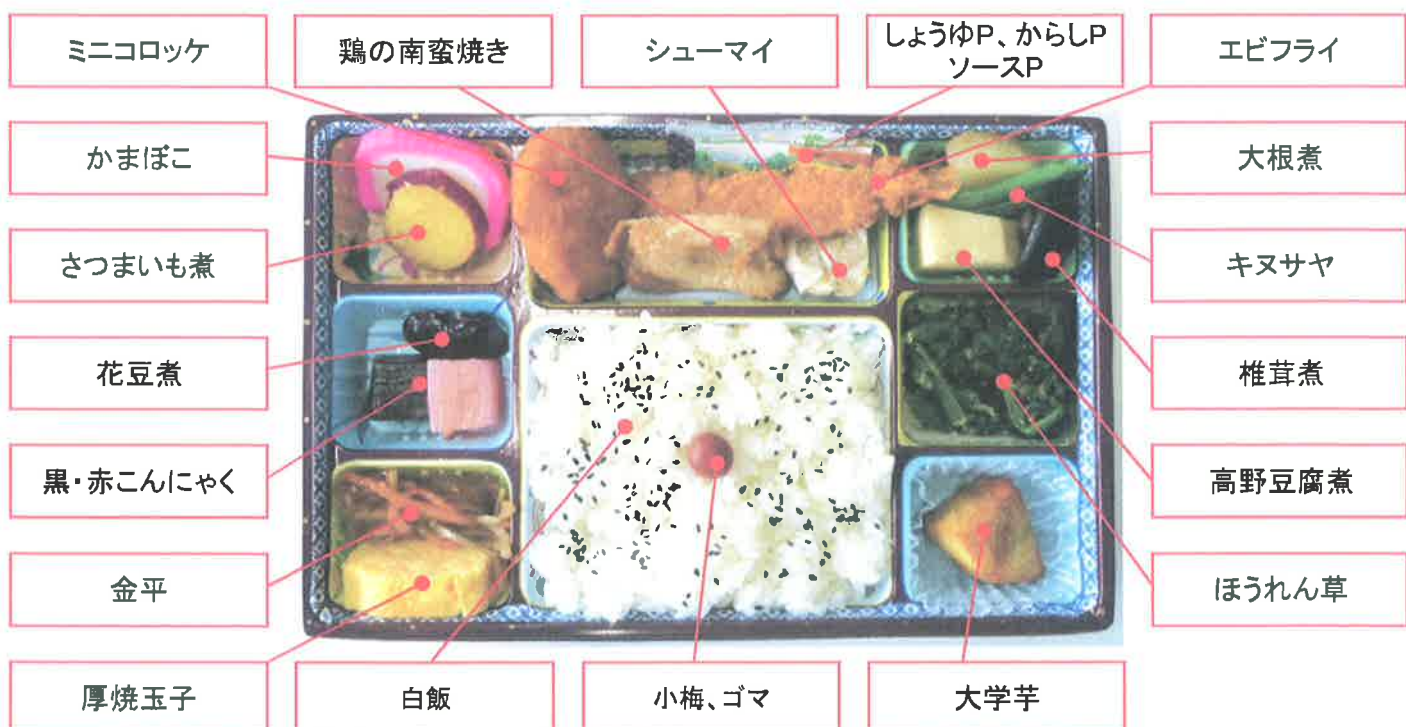 ミニコロッケ
鶏の南蛮焼き
シューマイ
しょうゆP、からしP
ソースP
エビフライ
かまぼこ
大根煮
さつまいも煮
キヌサヤ
花豆煮
椎茸煮
黒・赤こんにゃく
高野豆腐煮
金平
ほうれん草
厚焼玉子
白飯
小梅、ゴマ
大学芋